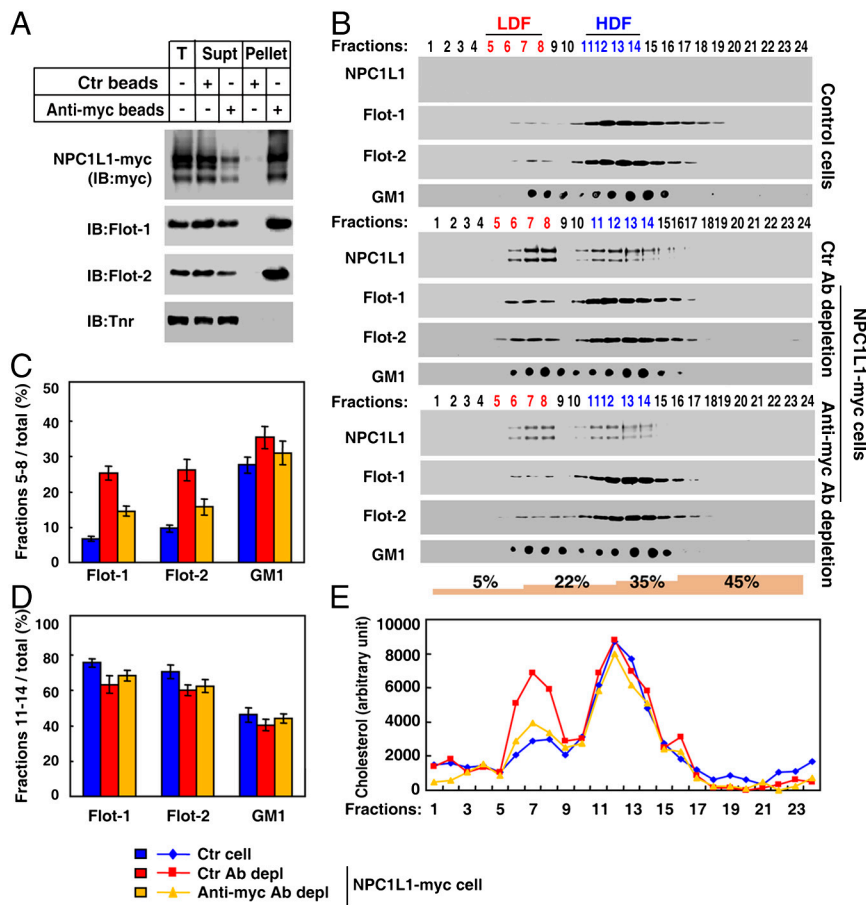 A
T Supt Pellet
Ctr beads - + - + -
Anti-myc beads - - + - +
NPC1L1-myc
(IB:myc)
IB:Flot-1
IB:Flot-2
IB:Tnr
B
LDF HDF
Fractions: 1 2 3 4 5 6 7 8 9 10 11 12 13 14 15 16 17 18 19 20 21 22 23 24
NPC1L1
Flot-1
Flot-2
GM1
Control cells
Fractions: 1 2 3 4 5 6 7 8 9 10 11 12 13 14 15 16 17 18 19 20 21 22 23 24
NPC1L1
Flot-1
Flot-2
GM1
Ctr Ab depletion
Fractions: 1 2 3 4 5 6 7 8 9 10 11 12 13 14 15 16 17 18 19 20 21 22 23 24
NPC1L1
Flot-1
Flot-2
GM1
Anti-myc Ab depletion
NPC1L1-myc cells
5% 22% 35% 45%
C
Fractions 5-8 / total (%)
50
40
30
20
10
0
Flot-1 Flot-2 GM1
D
Fractions 11-14 / total (%)
100
80
60
40
20
0
Flot-1 Flot-2 GM1
E
Cholesterol (arbitrary unit)
10000
8000
6000
4000
2000
0
Fractions: 1 3 5 7 9 11 13 15 17 19 21 23
Ctr cell
Ctr Ab depl
Anti-myc Ab depl
NPC1L1-myc cell